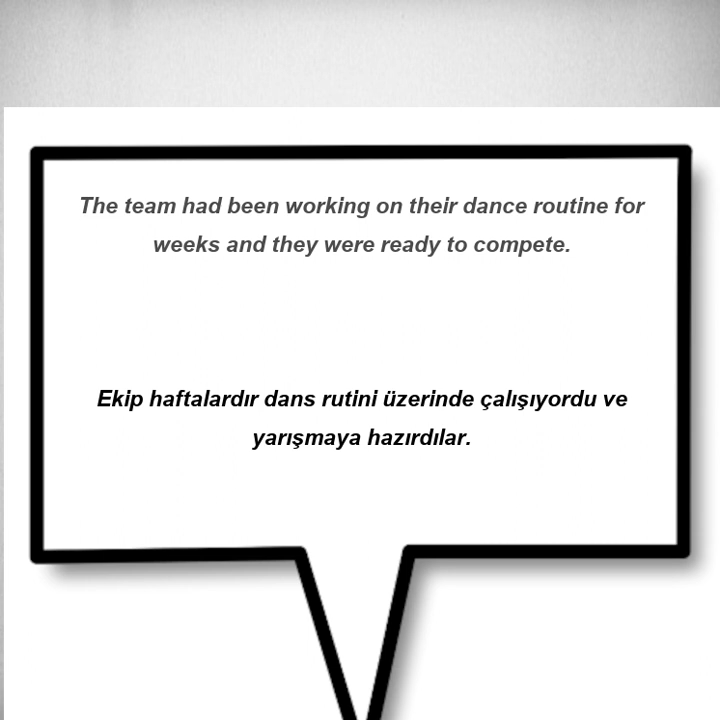 The team had been working on their dance routine for
weeks and they were ready to compete.
Ekip haftalardır dans rutini üzerinde çalışıyordu ve
yarışmaya hazırdılar.